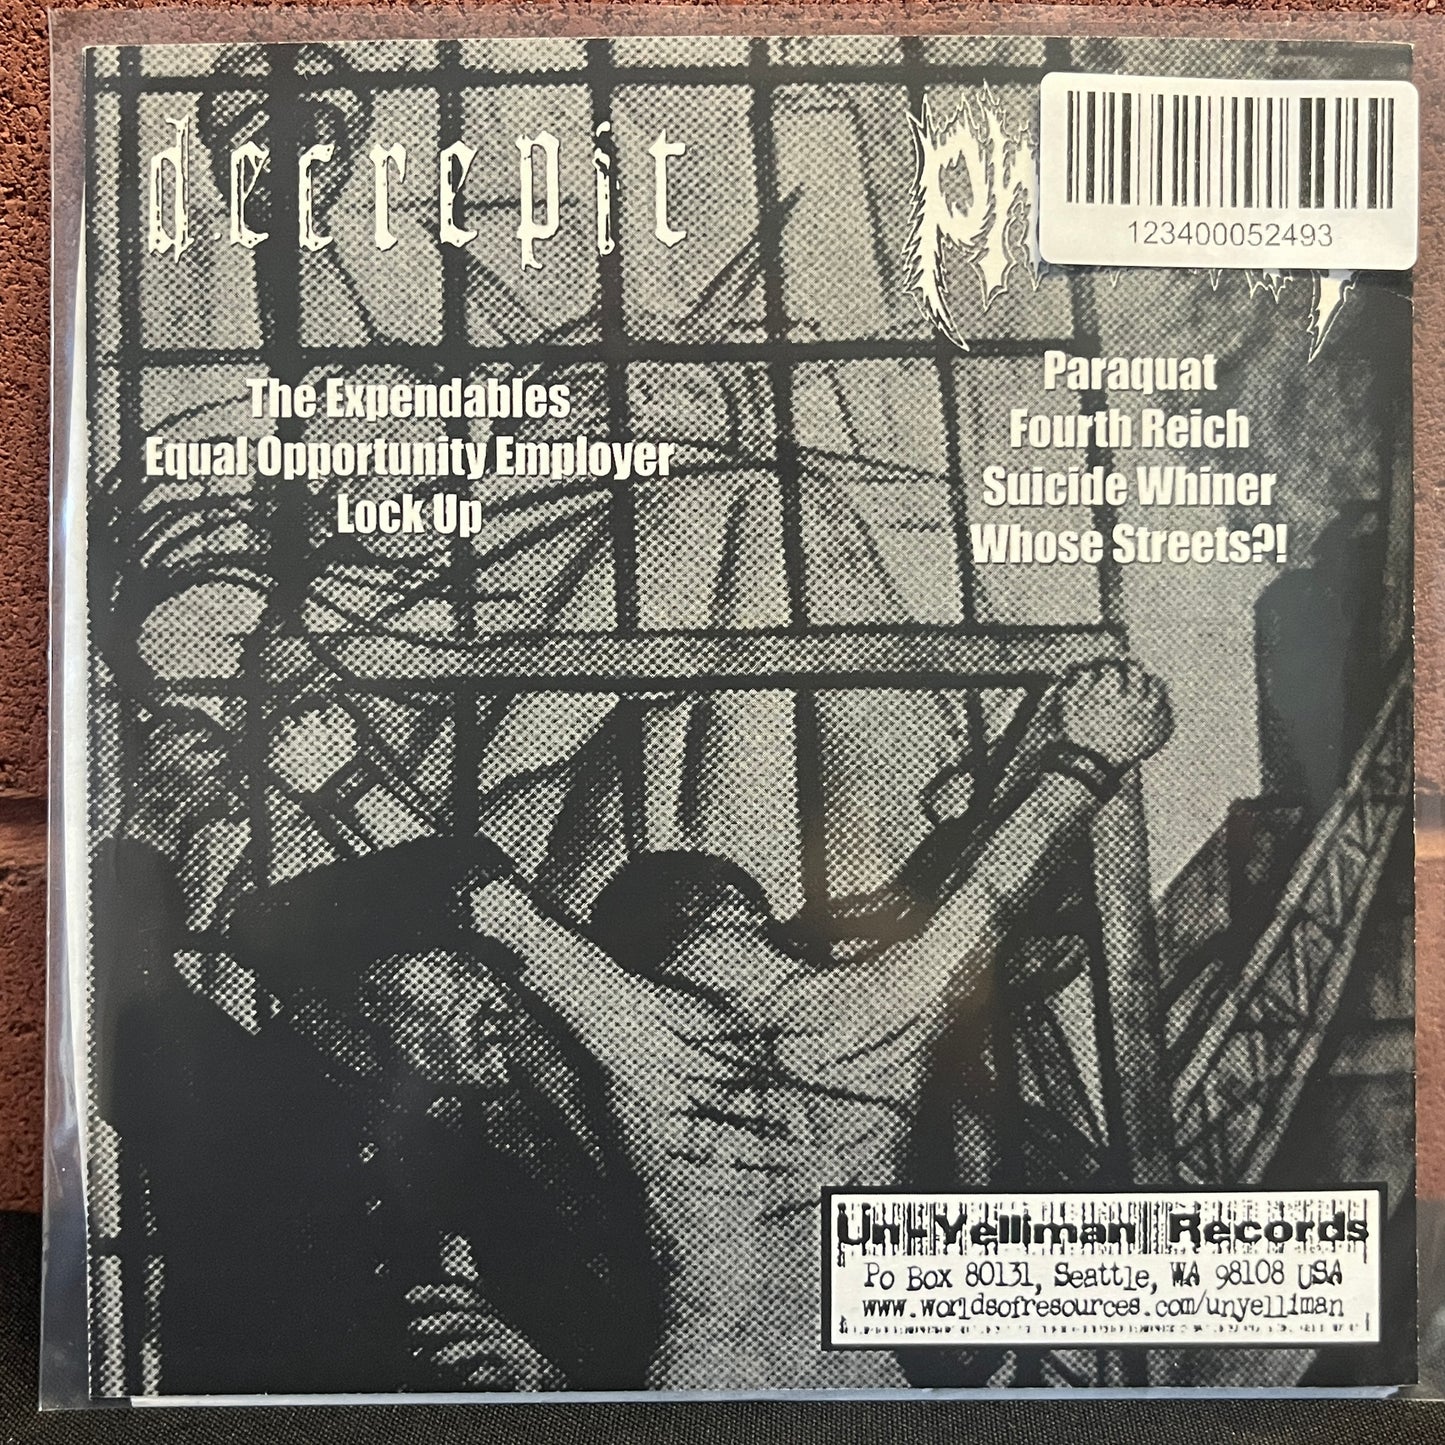 decrepit
123400052493
The Expendables
Equal Opportunity Employer
Lock Up
Paraquat
Fourth Reich
Suicide Whiner
Whose Streets?!
Un-Yelliman Records
Po Box 80131, Seattle, WA 98108 USA
www.worldsofresources.com/unyelliman